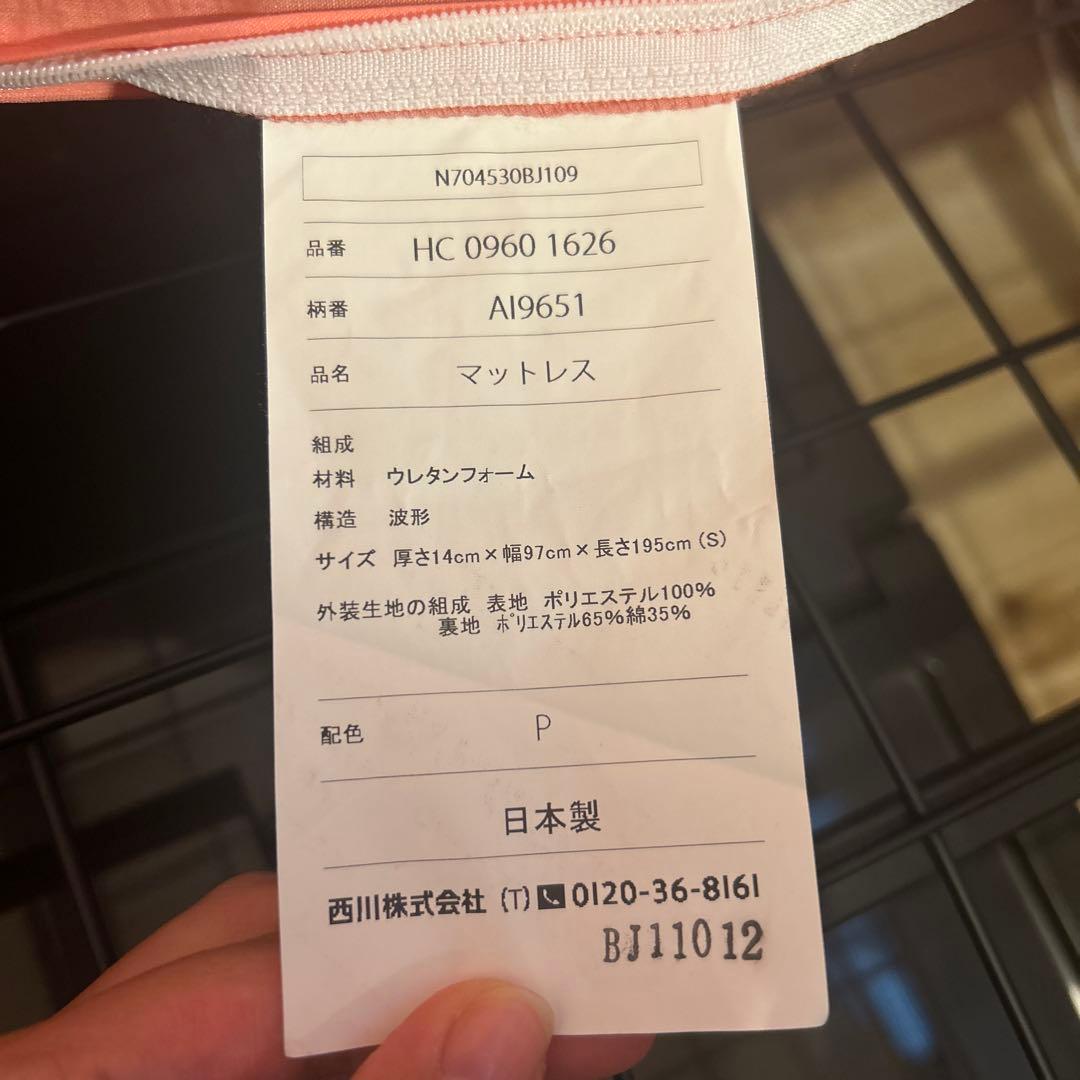 N704530BJ109
品番 HC 0960 1626
柄番 AI9651
品名 マットレス
組成
材料 ウレタンフォーム
構造 波形
サイズ 厚さ14cm×幅97cm×長さ195cm (S)
外装生地の組成 表地 ポリエステル100%
裏地 ポリエステル65%綿35%
配色 P
日本製
西川株式会社 (T) 0120-36-8161
BJ11012